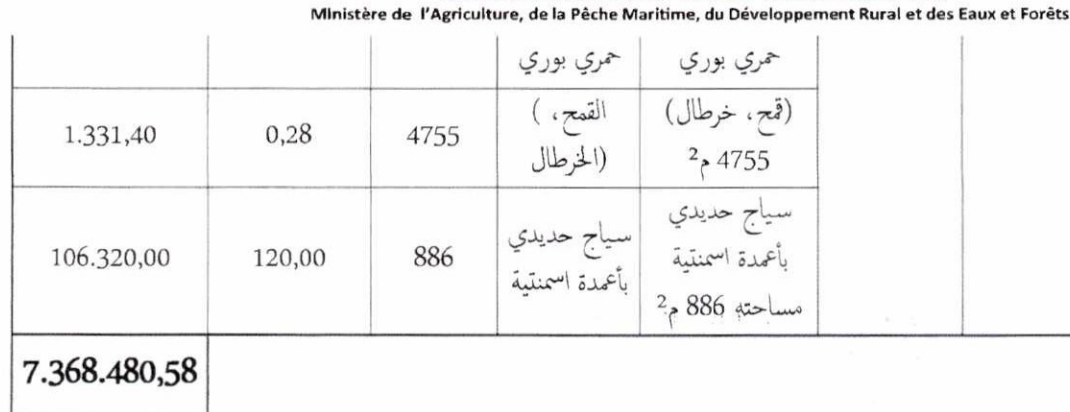 Ministère de l'Agriculture, de la Pêche Maritime, du Développement Rural et des Eaux et Forêts
حمري بوري
حمري بوري
(قمح، خرطال)
4755 م²
القمح، )
(الخرطال
4755
0,28
1.331,40
سياج حديدي
بأعمدة اسمنتية
مساحته 886 م²
سياج حديدي
بأعمدة اسمنتية
886
120,00
106.320,00
7.368.480,58